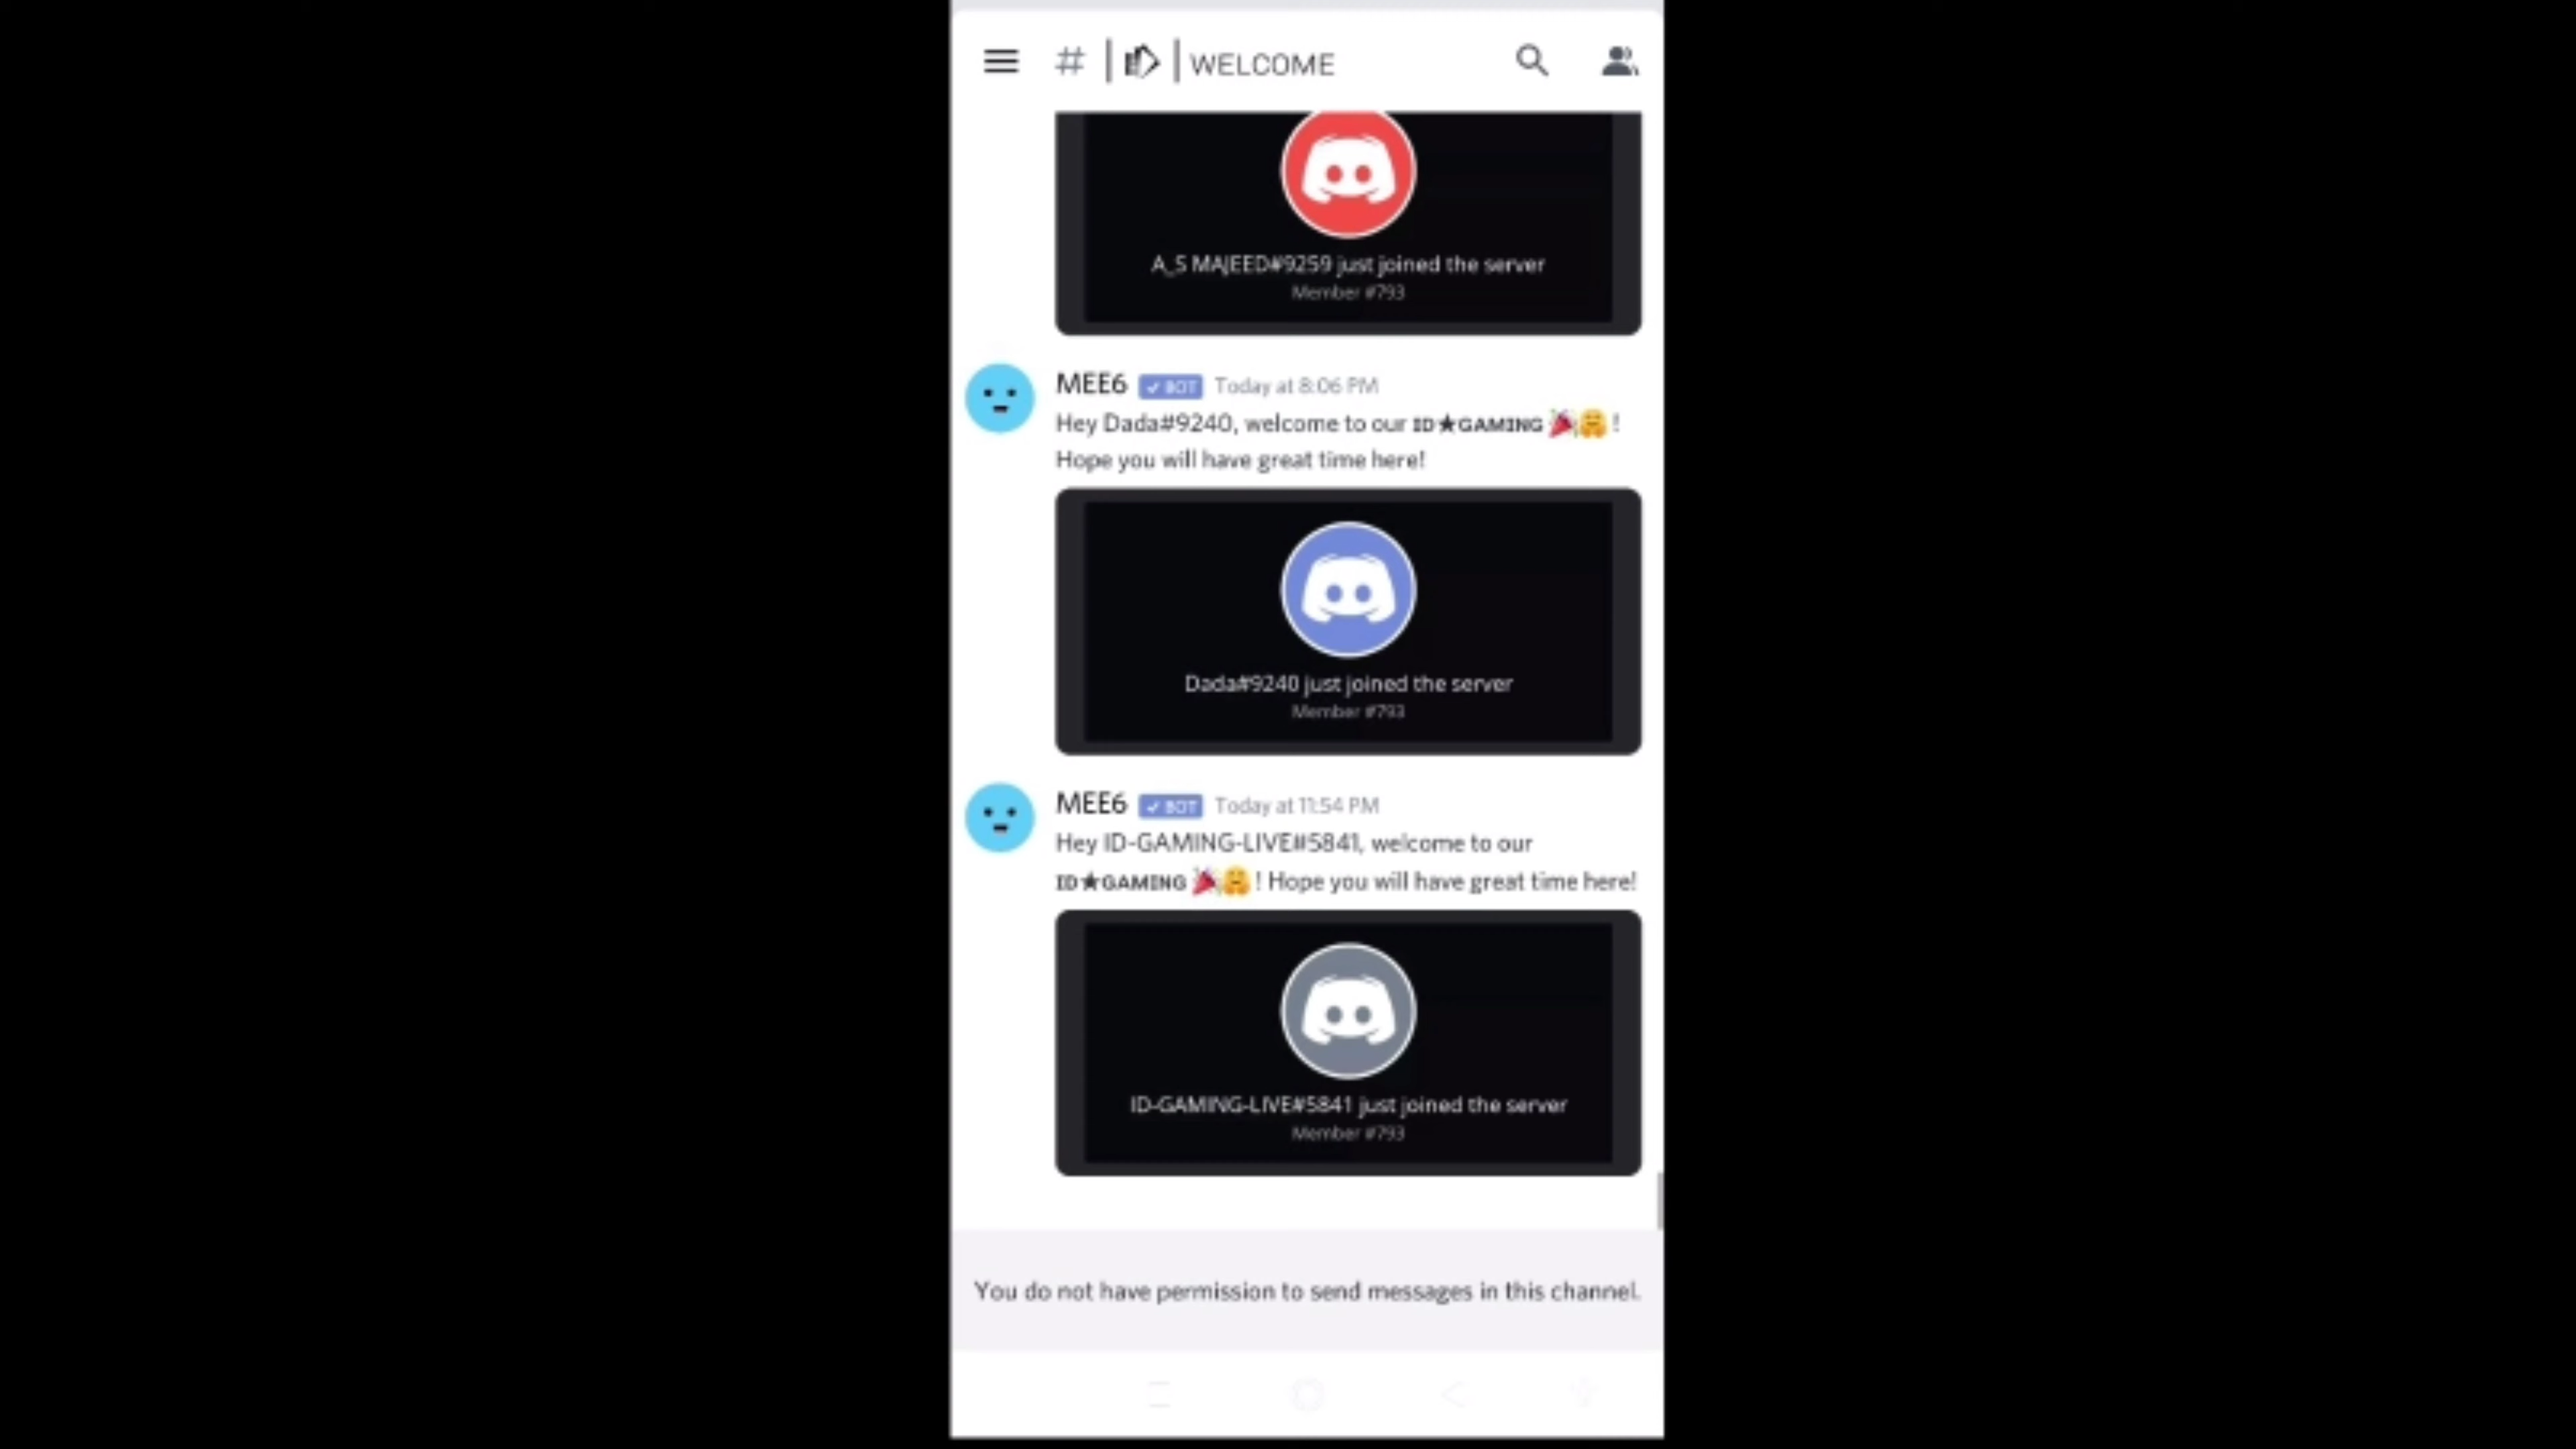 # | | WELCOME
A_S MAJEED#9259 just joined the server
Member #793
MEE6 ✓ BOT Today at 8:06 PM
Hey Dada#9240, welcome to our ɪᴅ★ɢᴀᴍɪɴɢ 🎉🤗 !
Hope you will have great time here!
Dada#9240 just joined the server
Member #793
MEE6 ✓ BOT Today at 11:54 PM
Hey ID-GAMING-LIVE#5841, welcome to our
ɪᴅ★ɢᴀᴍɪɴɢ 🎉🤗 ! Hope you will have great time here!
ID-GAMING-LIVE#5841 just joined the server
Member #793
You do not have permission to send messages in this channel.